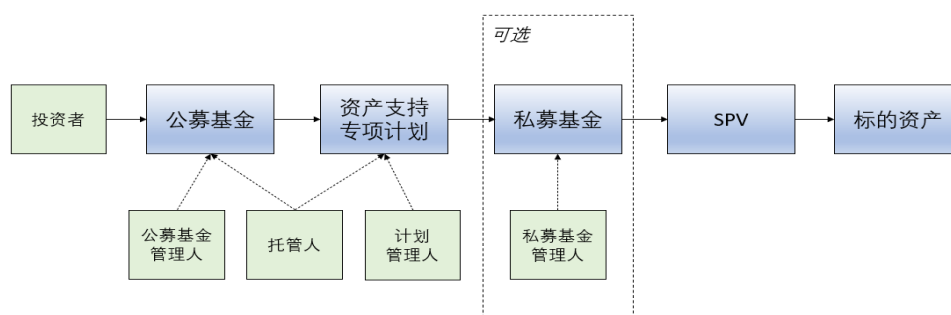 可选
投资者
公募基金
资产支持
专项计划
私募基金
SPV
标的资产
公募基金
管理人
托管人
计划
管理人
私募基金
管理人